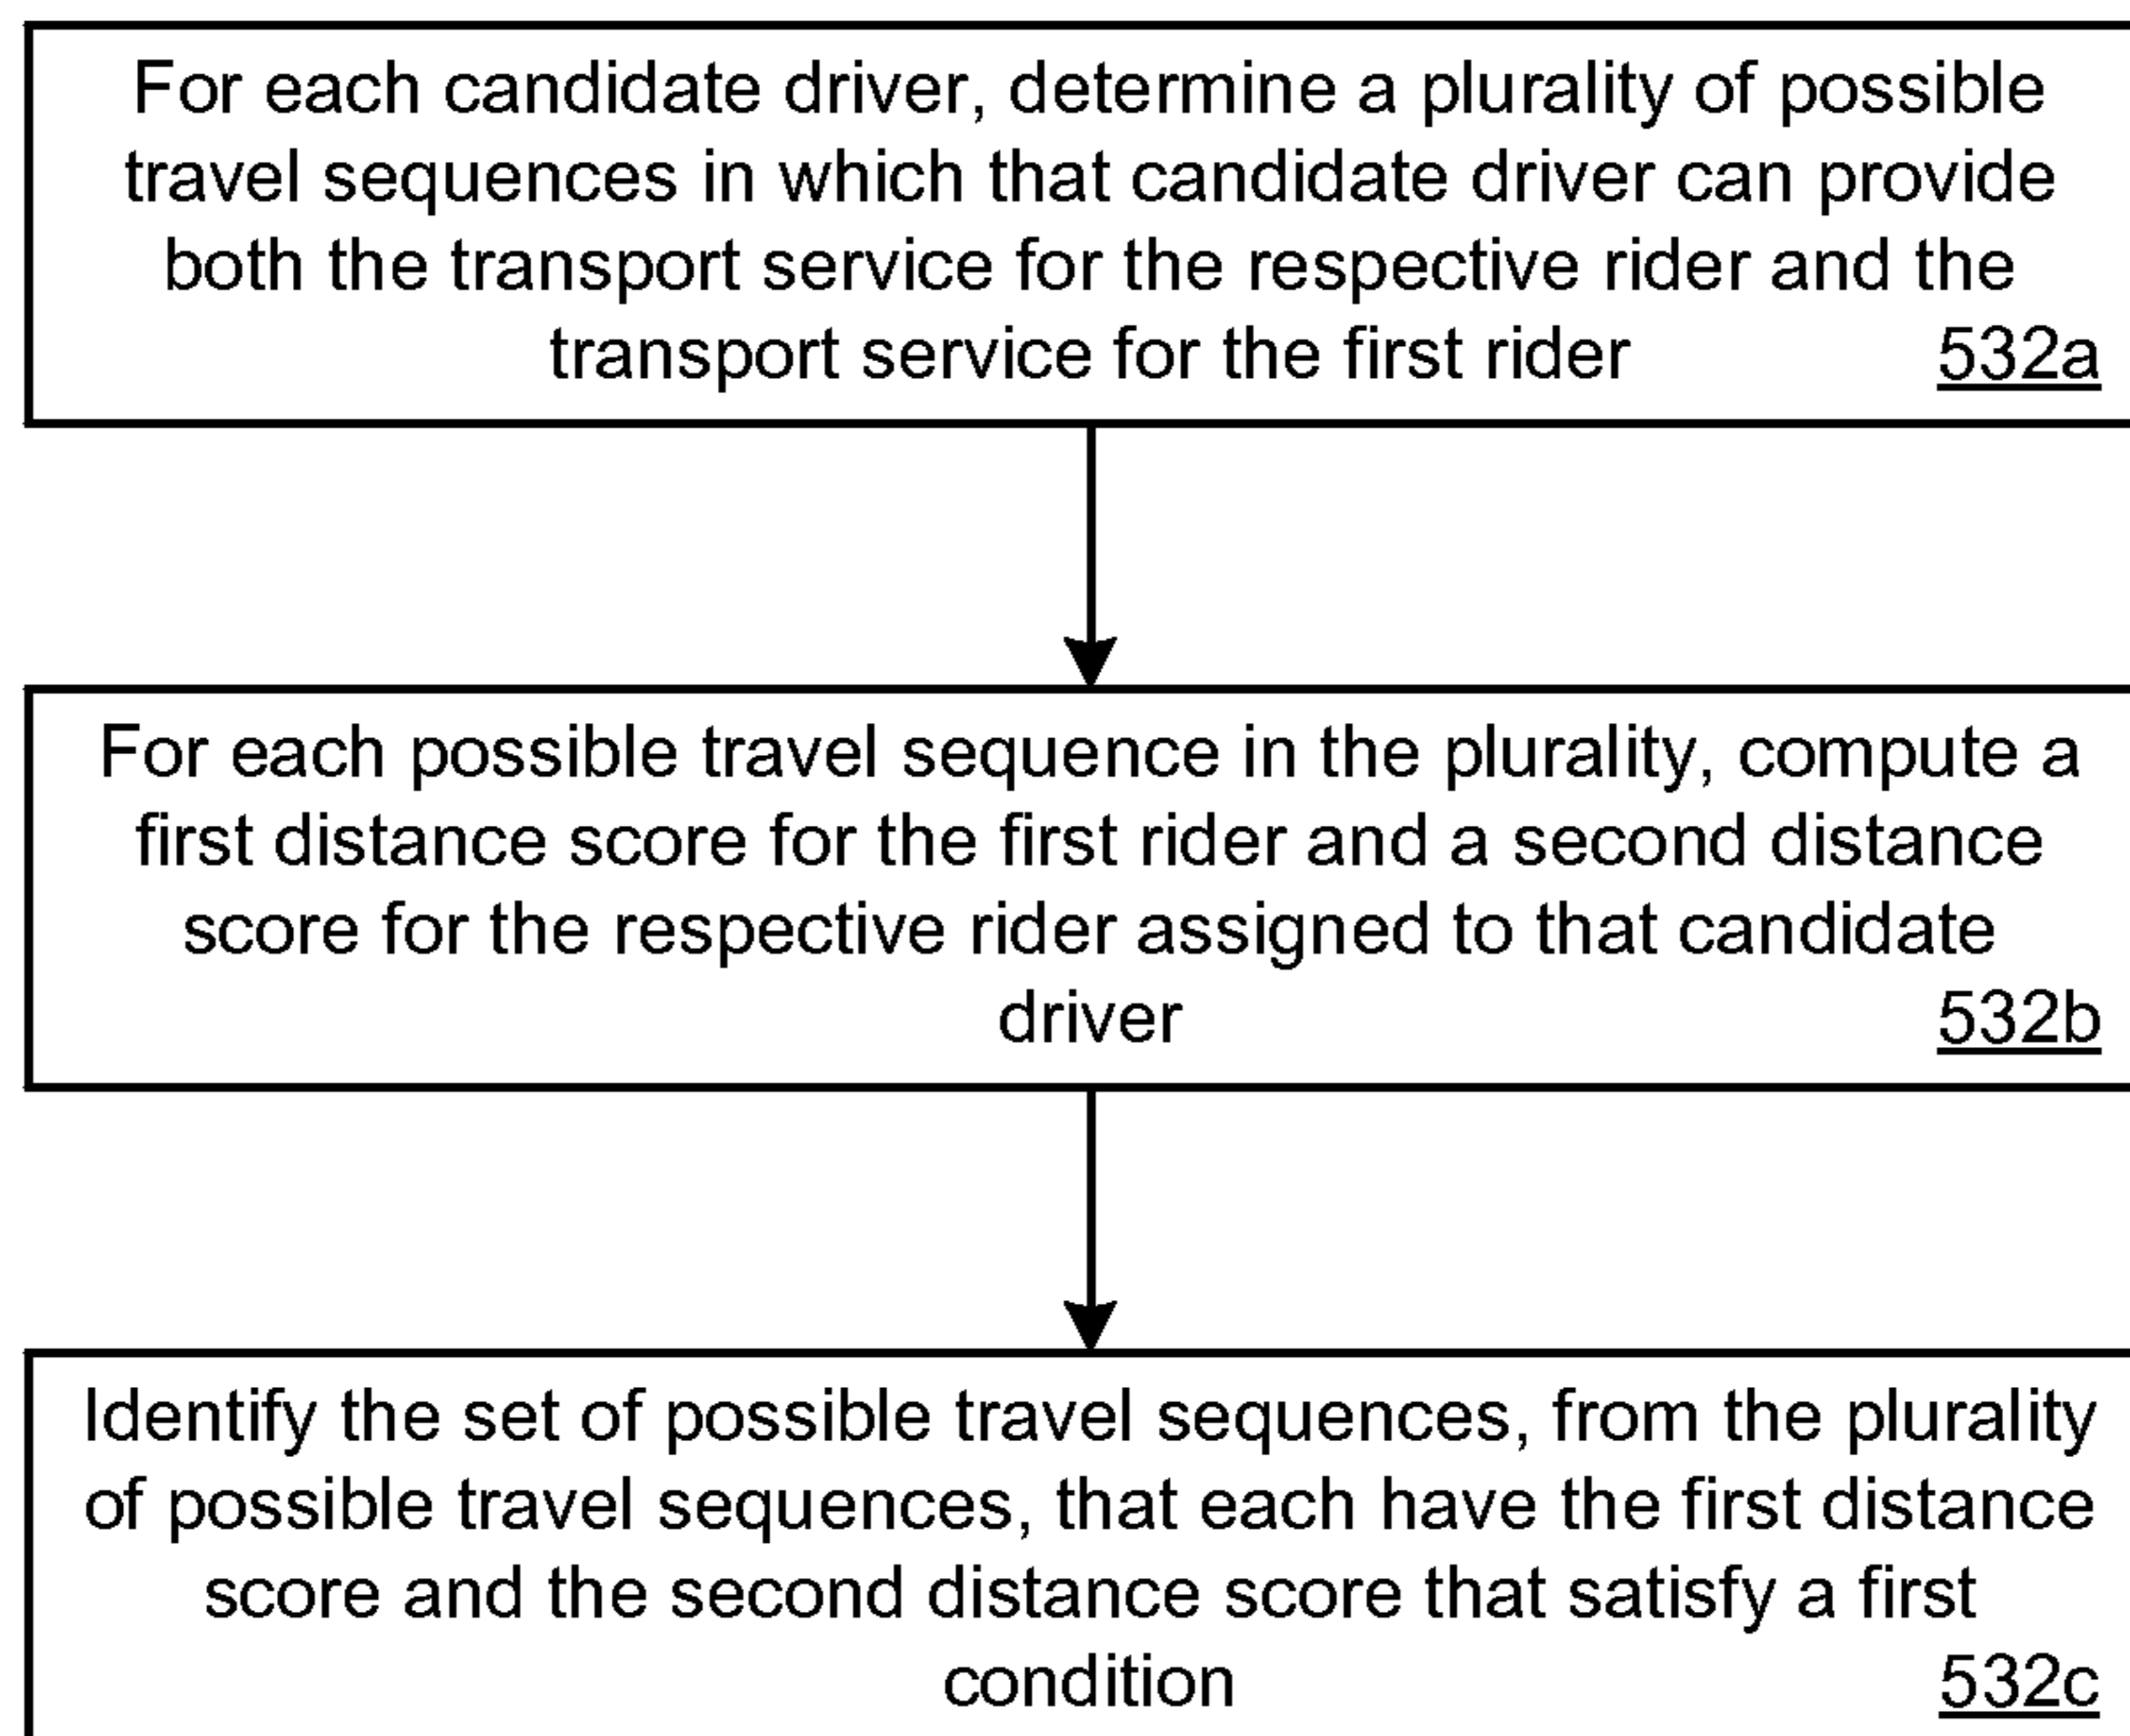 For each candidate driver, determine a plurality of possible
travel sequences in which that candidate driver can provide
both the transport service for the respective rider and the
transport service for the first rider 532a
For each possible travel sequence in the plurality, compute a
first distance score for the first rider and a second distance
score for the respective rider assigned to that candidate
driver 532b
Identify the set of possible travel sequences, from the plurality
of possible travel sequences, that each have the first distance
score and the second distance score that satisfy a first
condition 532c